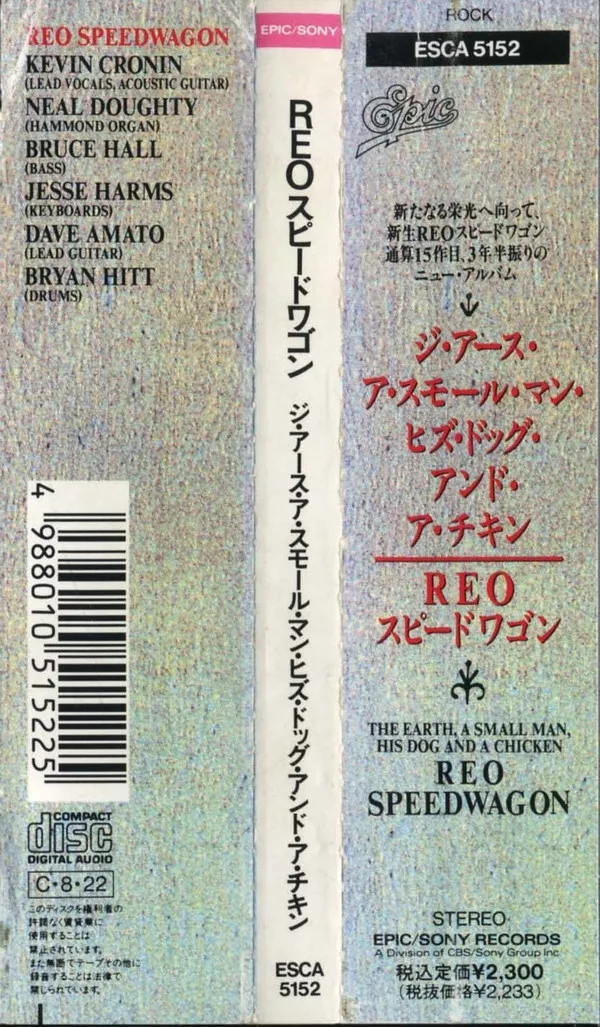 REO SPEEDWAGON
KEVIN CRONIN
(LEAD VOCALS, ACOUSTIC GUITAR)
NEAL DOUGHTY
(HAMMOND ORGAN)
BRUCE HALL
(BASS)
JESSE HARMS
(KEYBOARDS)
DAVE AMATO
(LEAD GUITAR)
BRYAN HITT
(DRUMS)
4 988010 515225
COMPACT
disc
DIGITAL AUDIO
C・8・22
このディスクを権利者の
許諾なく賃貸業に
使用することは
禁止されています。
また無断でテープその他に
録音することは法律で
禁じられています。
EPIC/SONY
REOスピードワゴン ジ・アース・ア・スモール・マン・ヒズ・ドッグ・アンド・ア・チキン
ESCA
5152
ROCK
ESCA 5152
Epic
新たなる栄光へ向って、
新生REOスピードワゴン
通算15作目、3年半振りの
ニュー・アルバム
ジ・アース・
ア・スモール・マン・
ヒズ・ドッグ・
アンド・
ア・チキン
REO
スピードワゴン
THE EARTH, A SMALL MAN,
HIS DOG AND A CHICKEN
REO
SPEEDWAGON
STEREO
EPIC/SONY RECORDS
A Division of CBS/Sony Group Inc.
税込定価¥2,300
(税抜価格¥2,233)